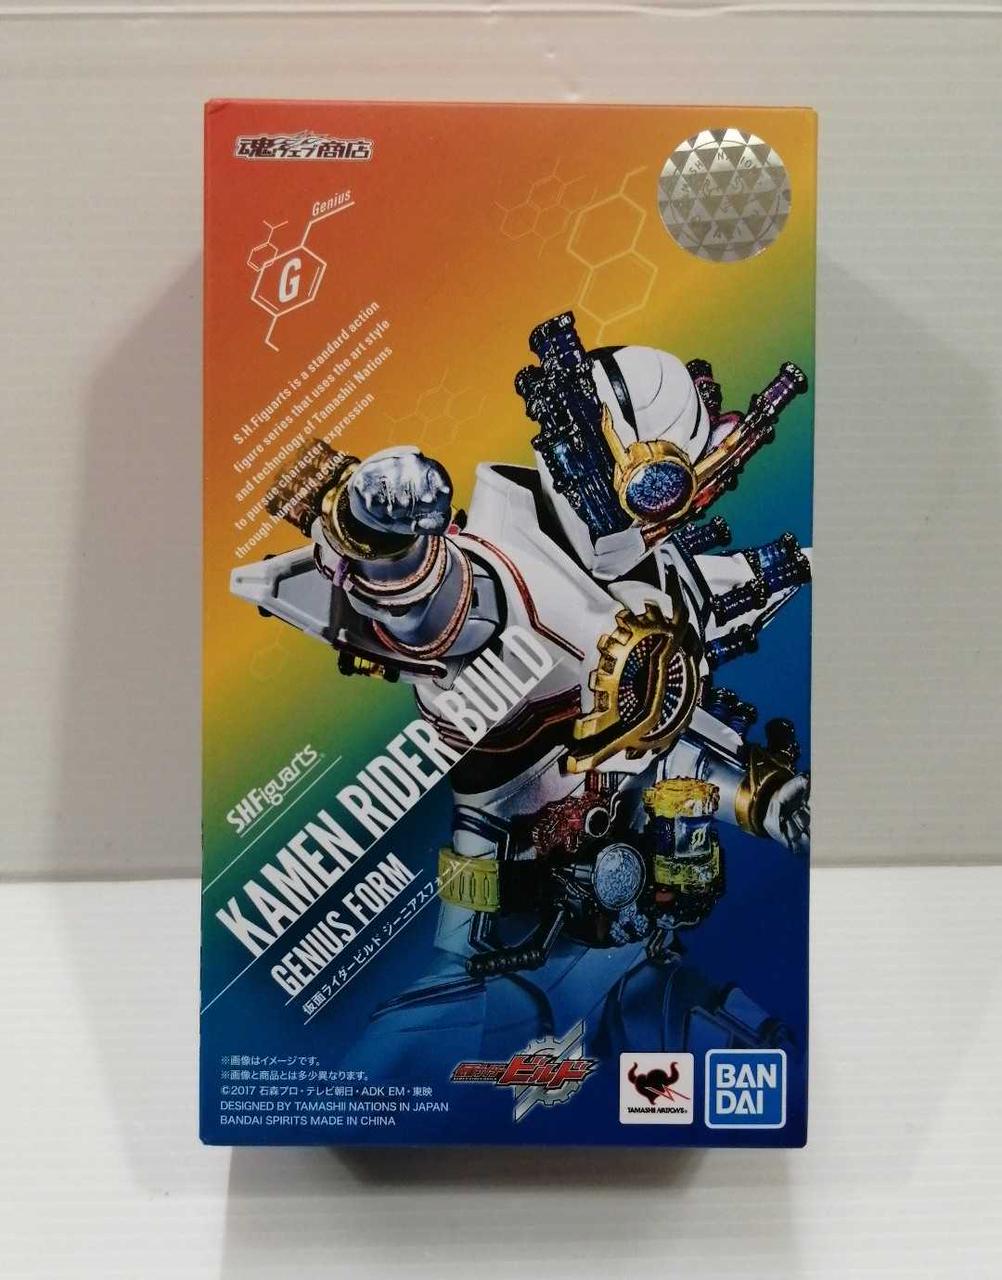 魂ウェブ商店
Genius
G
S.H.Figuarts is a standard action
figure series that uses the art style
and technology of Tamashii Nations
to pursue character expression
through humanoid action.
S.H.Figuarts
KAMEN RIDER BUILD
GENIUS FORM
仮面ライダービルド ジーニアスフォーム
※画像はイメージです。
※画像と商品とは多少異なります。
©2017 石森プロ・テレビ朝日・ADK EM・東映
DESIGNED BY TAMASHII NATIONS IN JAPAN
BANDAI SPIRITS MADE IN CHINA
仮面ライダー
ビルド
TAMASHII NATIONS
BAN
DAI